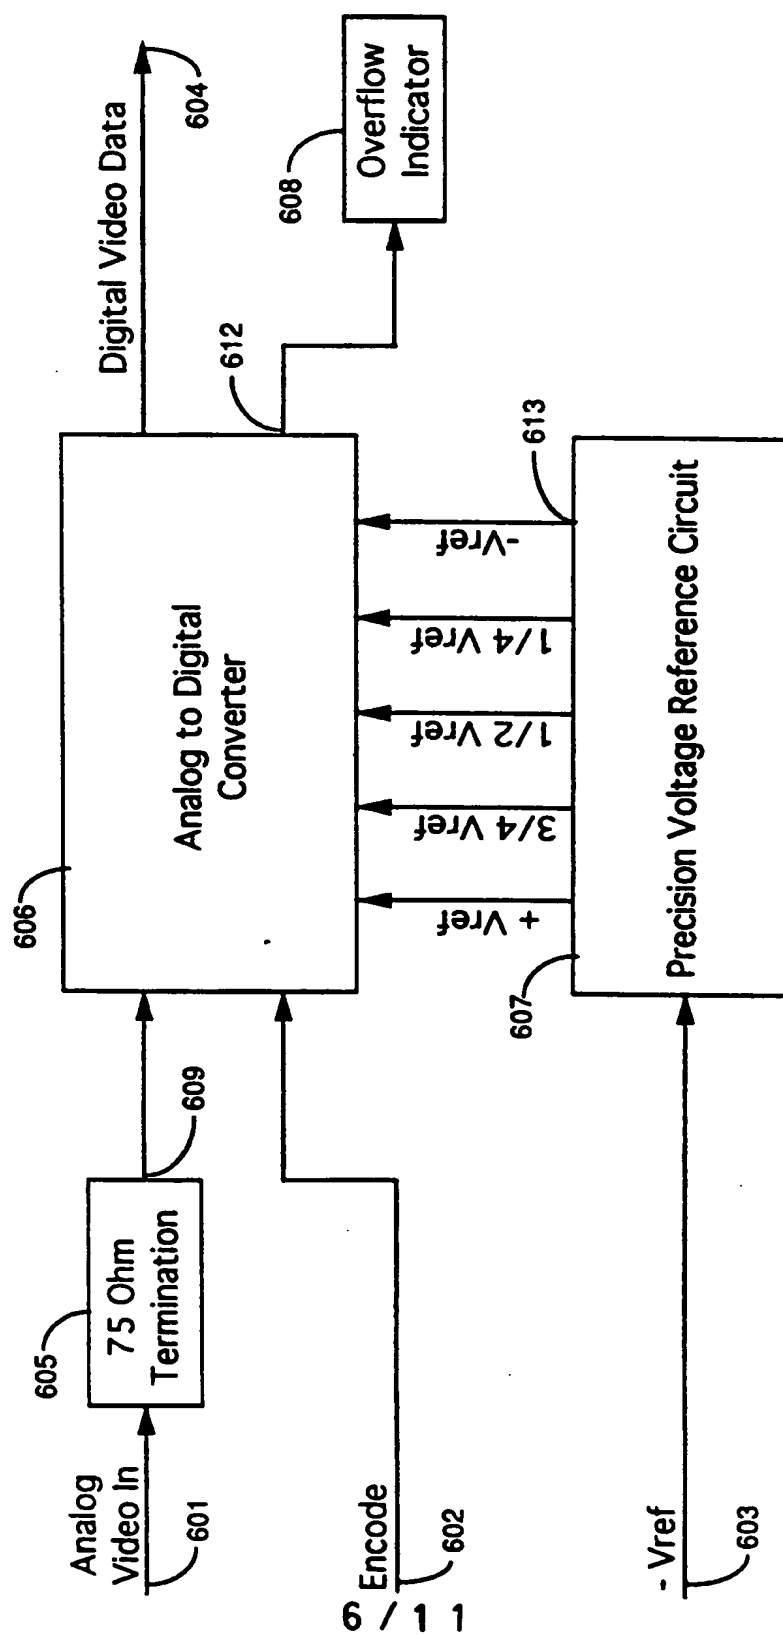 Analog
Video In
601
605
75 Ohm
Termination
609
606
Analog to Digital
Converter
Digital Video Data
604
612
608
Overflow
Indicator
Encode
602
+ Vref
3/4 Vref
1/2 Vref
1/4 Vref
-Vref
613
607
Precision Voltage Reference Circuit
- Vref
603
6 / 1 1